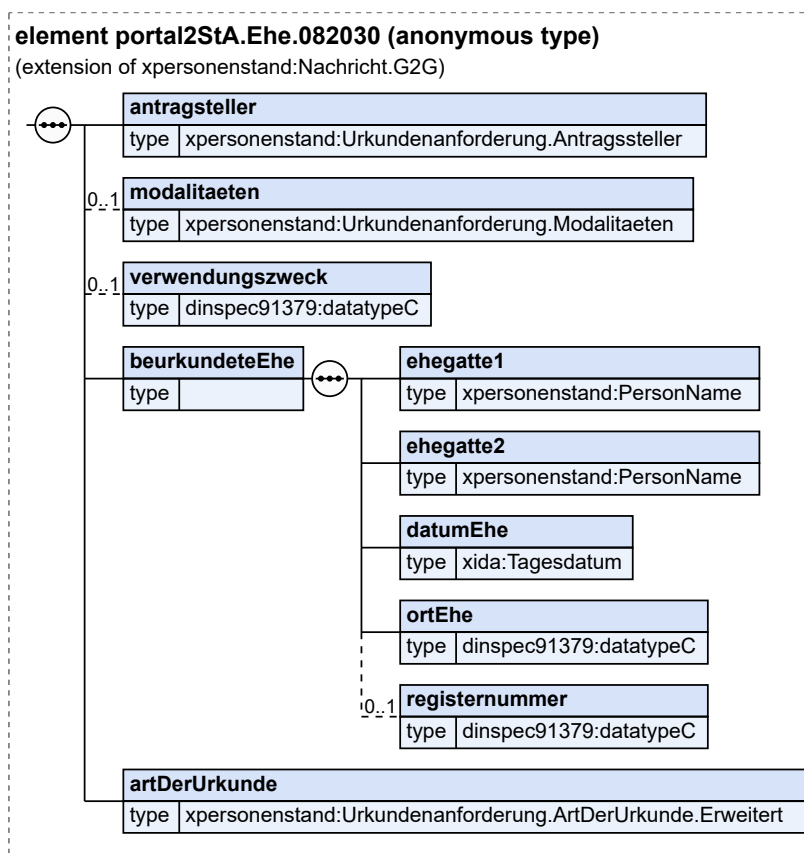 element portal2StA.Ehe.082030 (anonymous type)
(extension of xpersonenstand:Nachricht.G2G)
antragsteller
type xpersonenstand:Urkundenanforderung.Antragssteller
0..1 modalitaeten
type xpersonenstand:Urkundenanforderung.Modalitaeten
0..1 verwendungszweck
type dinspec91379:datatypeC
beurkundeteEhe
type
ehegatte1
type xpersonenstand:PersonName
ehegatte2
type xpersonenstand:PersonName
datumEhe
type xida:Tagesdatum
ortEhe
type dinspec91379:datatypeC
0..1 registernummer
type dinspec91379:datatypeC
artDerUrkunde
type xpersonenstand:Urkundenanforderung.ArtDerUrkunde.Erweitert